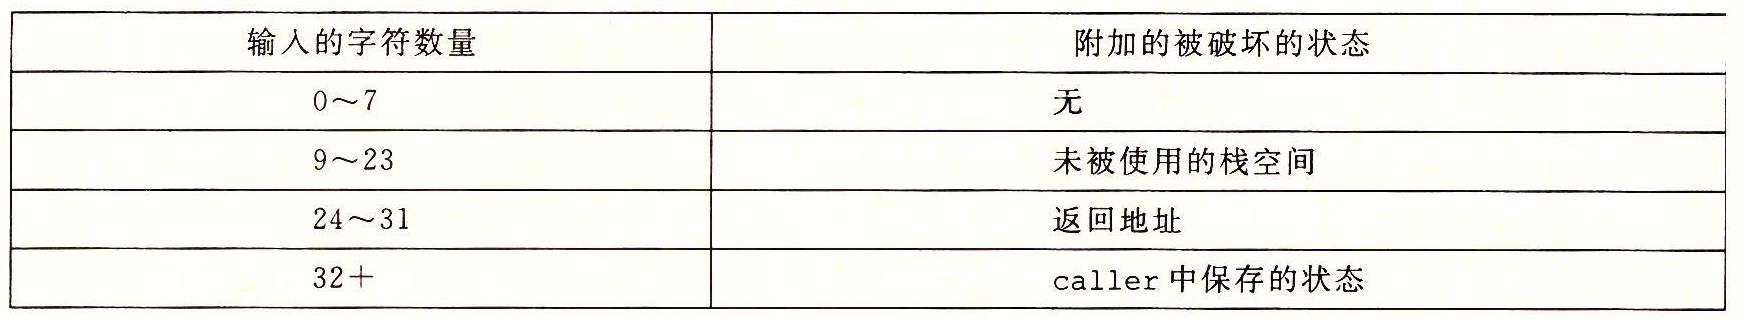 输入的字符数量 附加的被破坏的状态
0～7 无
9～23 未被使用的栈空间
24～31 返回地址
32+ caller中保存的状态